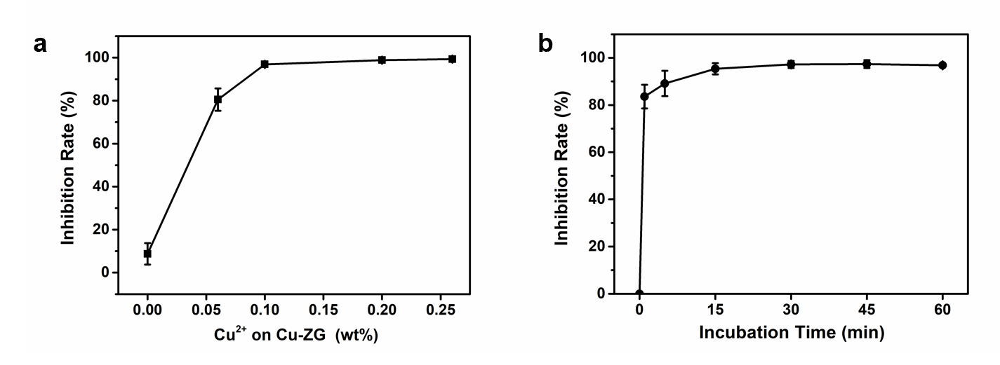 a
Inhibition Rate (%)
100
80
60
40
20
0
0.00 0.05 0.10 0.15 0.20 0.25
Cu²⁺ on Cu-ZG (wt%)
b
Inhibition Rate (%)
100
80
60
40
20
0
0 15 30 45 60
Incubation Time (min)